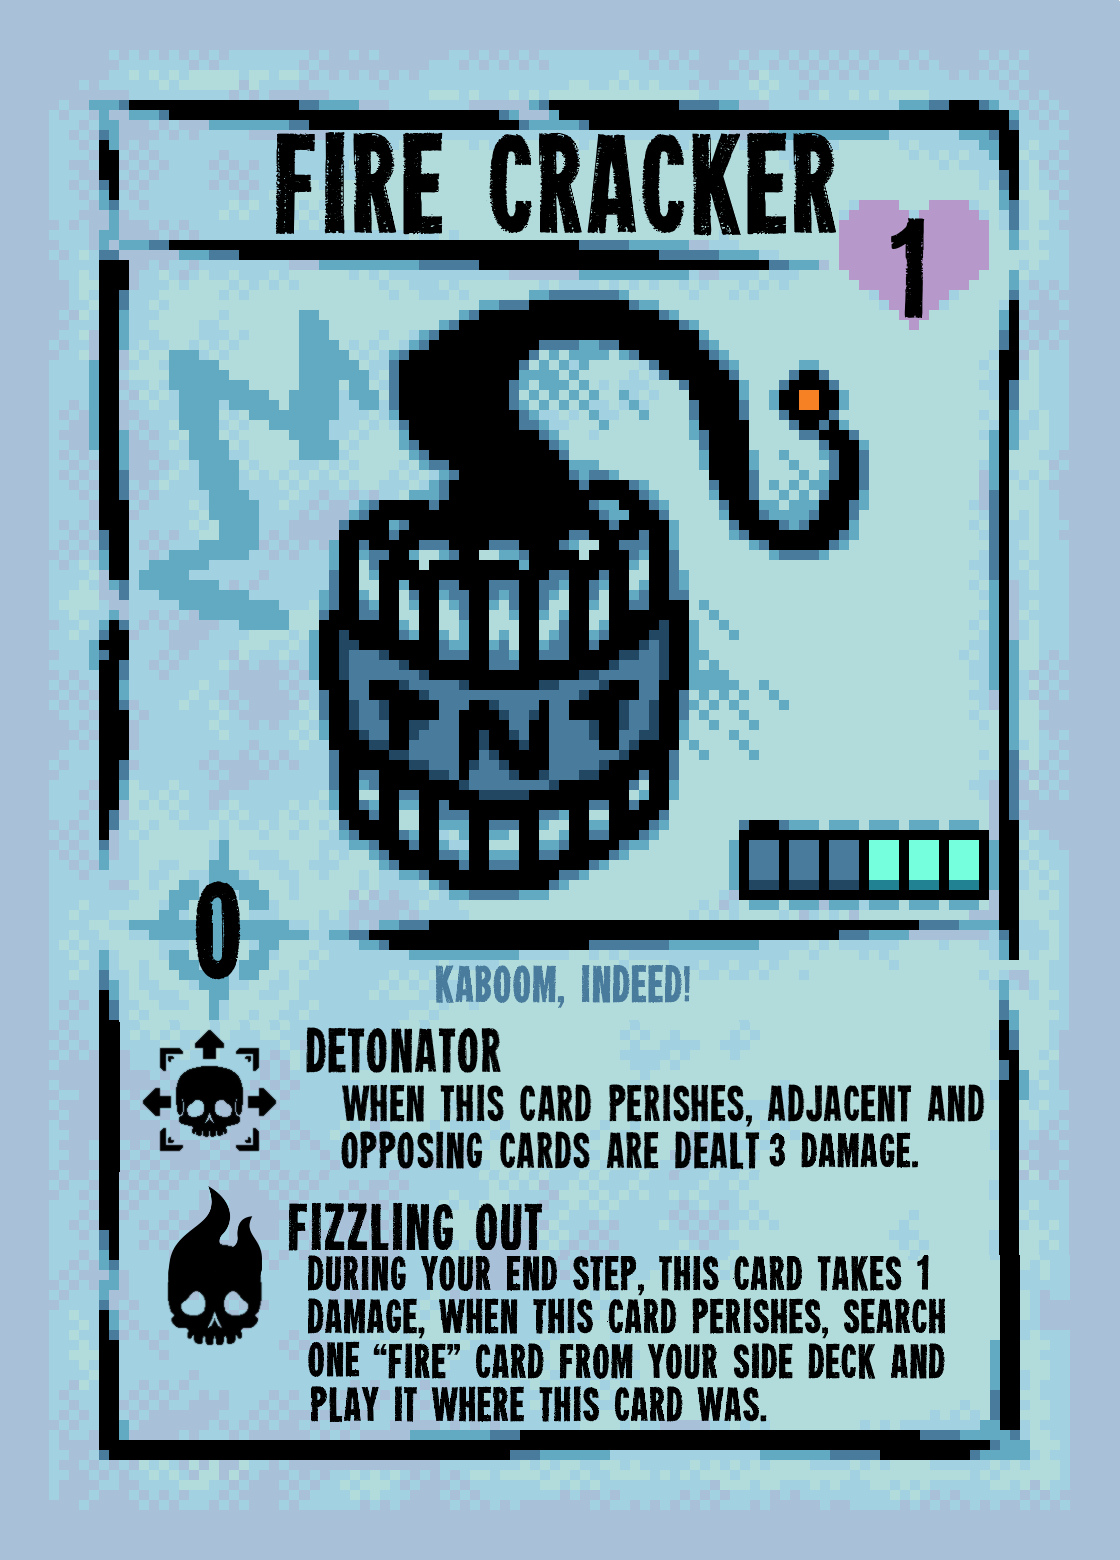 FIRE CRACKER
1
TNT
0
KABOOM, INDEED!
DETONATOR
WHEN THIS CARD PERISHES, ADJACENT AND
OPPOSING CARDS ARE DEALT 3 DAMAGE.
FIZZLING OUT
DURING YOUR END STEP, THIS CARD TAKES 1
DAMAGE, WHEN THIS CARD PERISHES, SEARCH
ONE “FIRE” CARD FROM YOUR SIDE DECK AND
PLAY IT WHERE THIS CARD WAS.